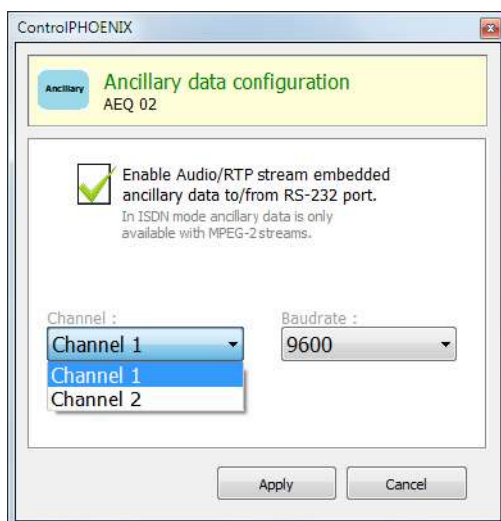 ControlPHOENIX
Ancillary
Ancillary data configuration
AEQ 02
Enable Audio/RTP stream embedded
ancillary data to/from RS-232 port.
In ISDN mode ancillary data is only
available with MPEG-2 streams.
Channel :
Baudrate :
Channel 1
9600
Channel 1
Channel 2
Apply
Cancel